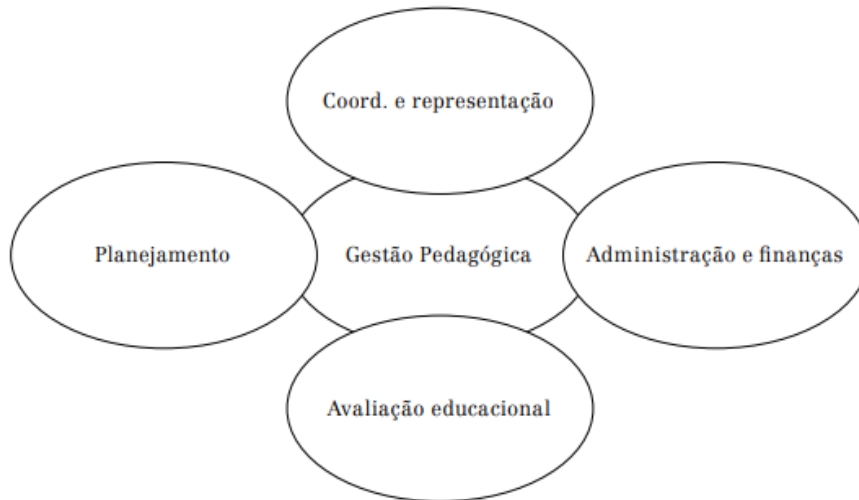 Coord. e representação
Planejamento
Gestão Pedagógica
Administração e finanças
Avaliação educacional